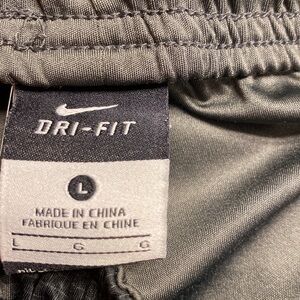 DRI-FIT
L
MADE IN CHINA
FABRIQUE EN CHINE
L G G